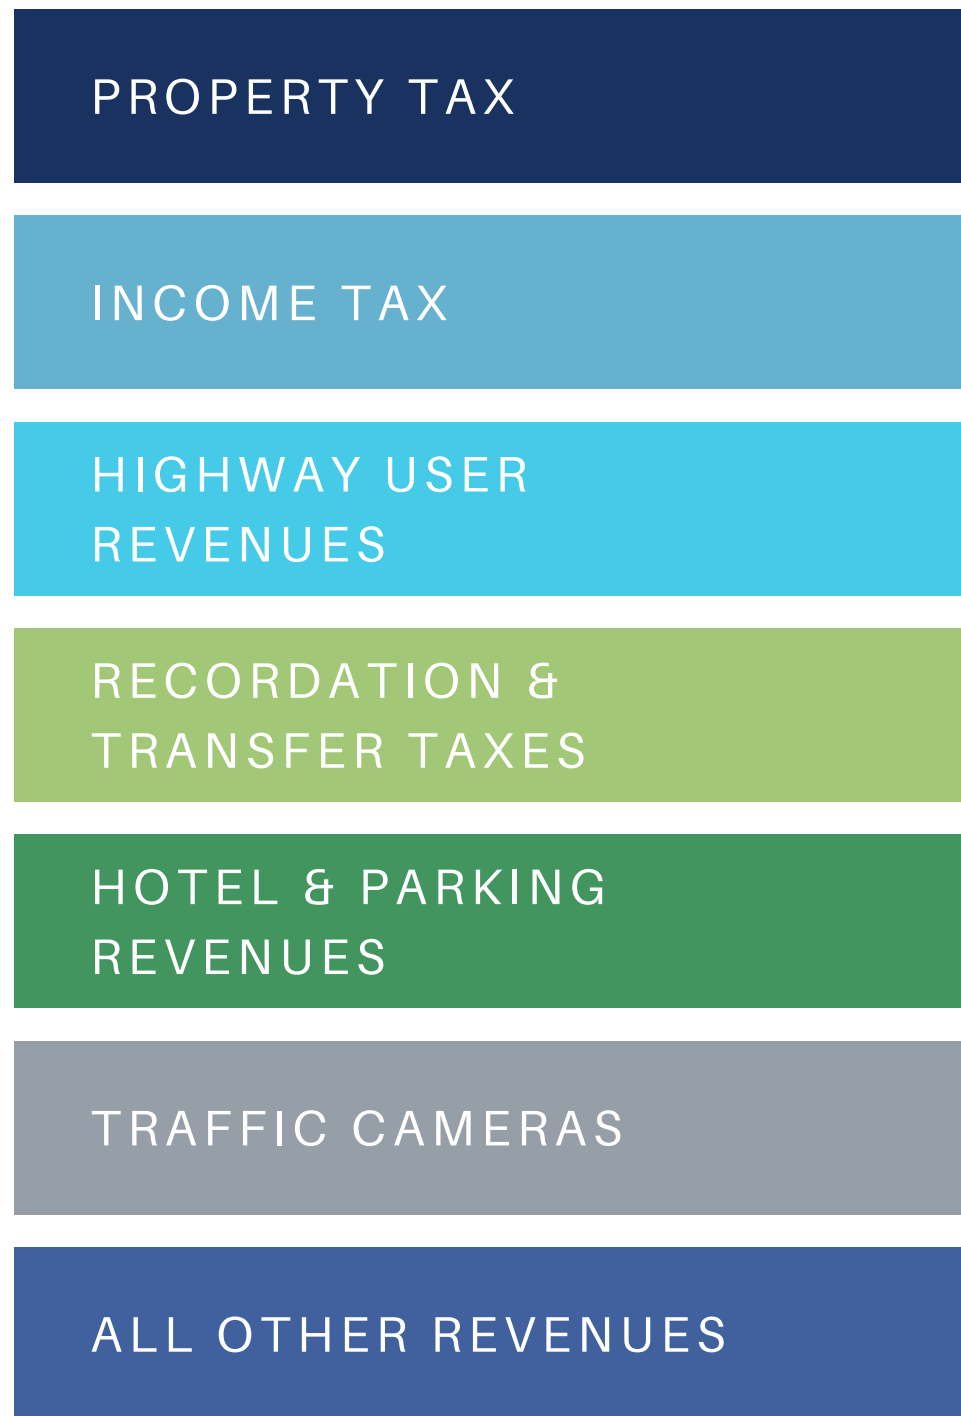 PROPERTY TAX
INCOME TAX
HIGHWAY USER
REVENUES
RECORDATION &
TRANSFER TAXES
HOTEL & PARKING
REVENUES
TRAFFIC CAMERAS
ALL OTHER REVENUES